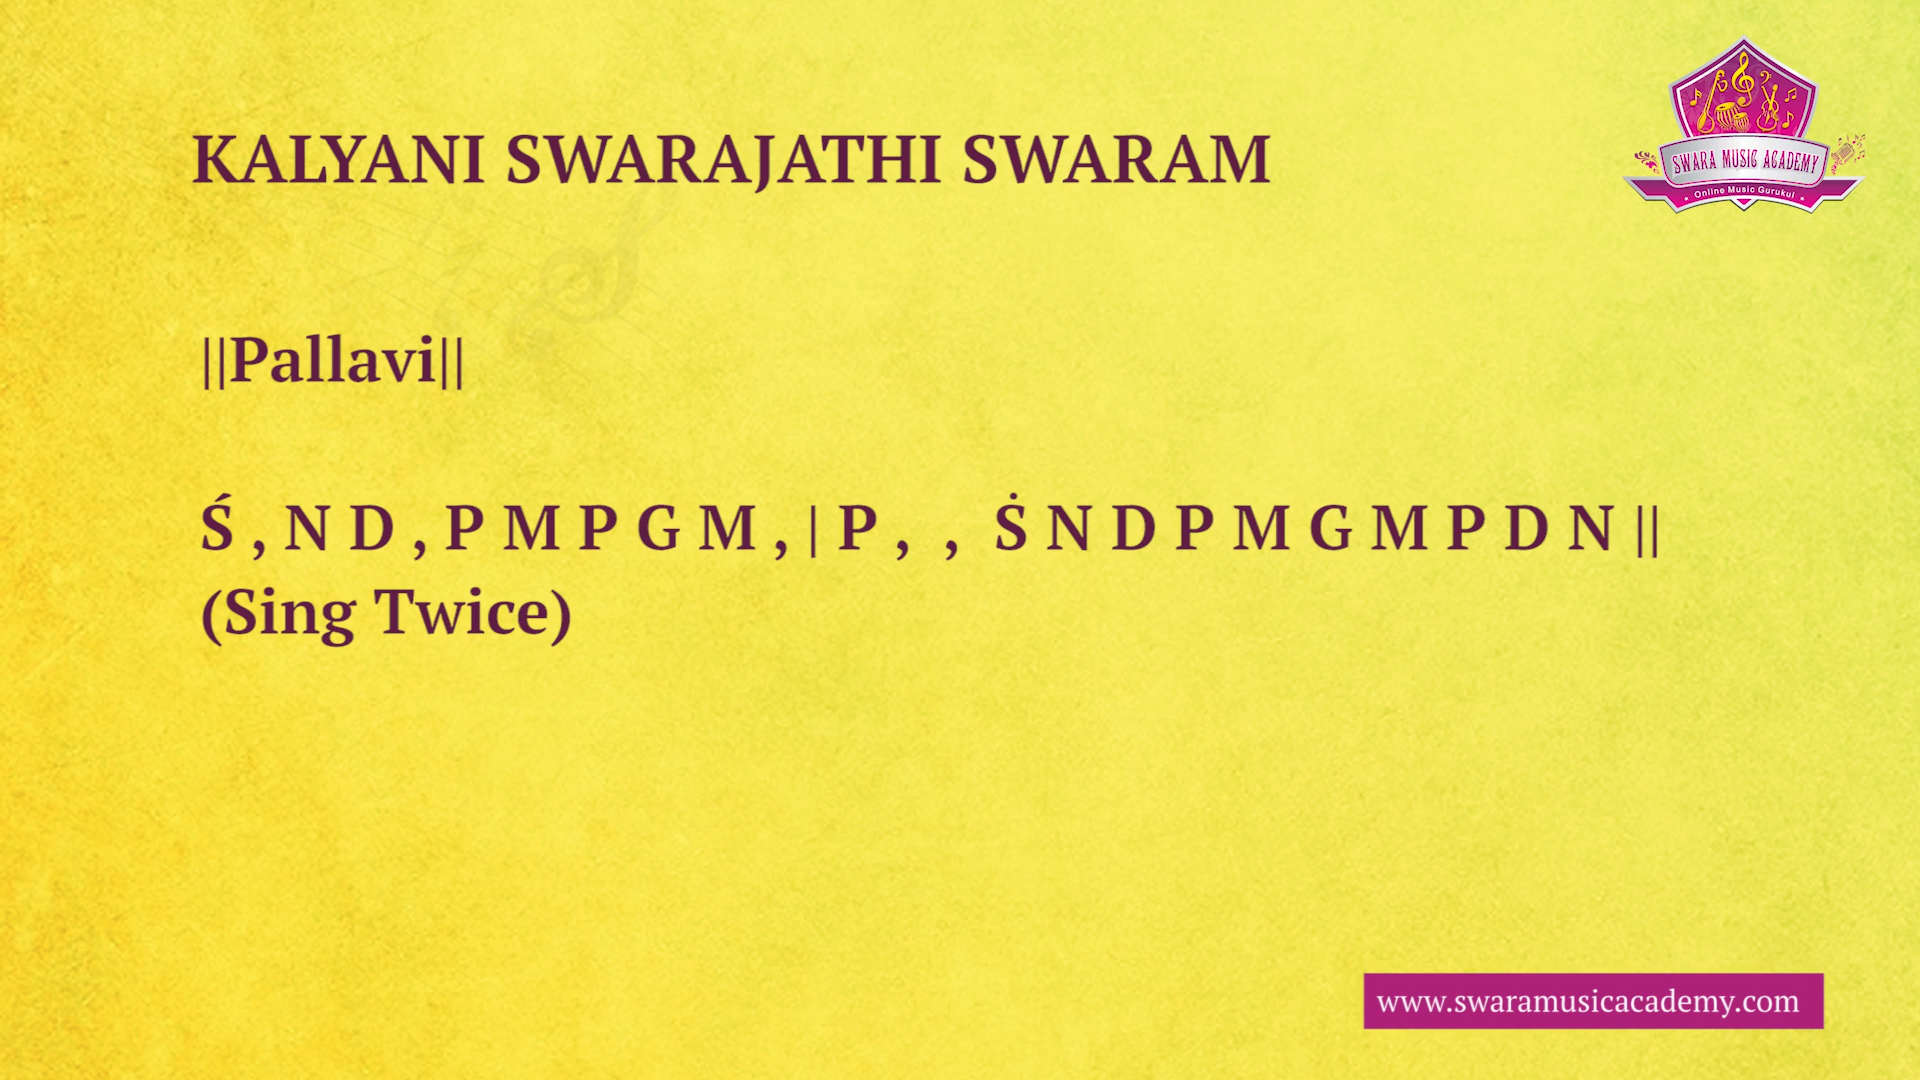 KALYANI SWARAJATHI SWARAM
SWARA MUSIC ACADEMY
Online Music Gurukul
||Pallavi||
Ś , N D , P M P G M , | P , , Ṡ N D P M G M P D N ||
(Sing Twice)
www.swaramusicacademy.com